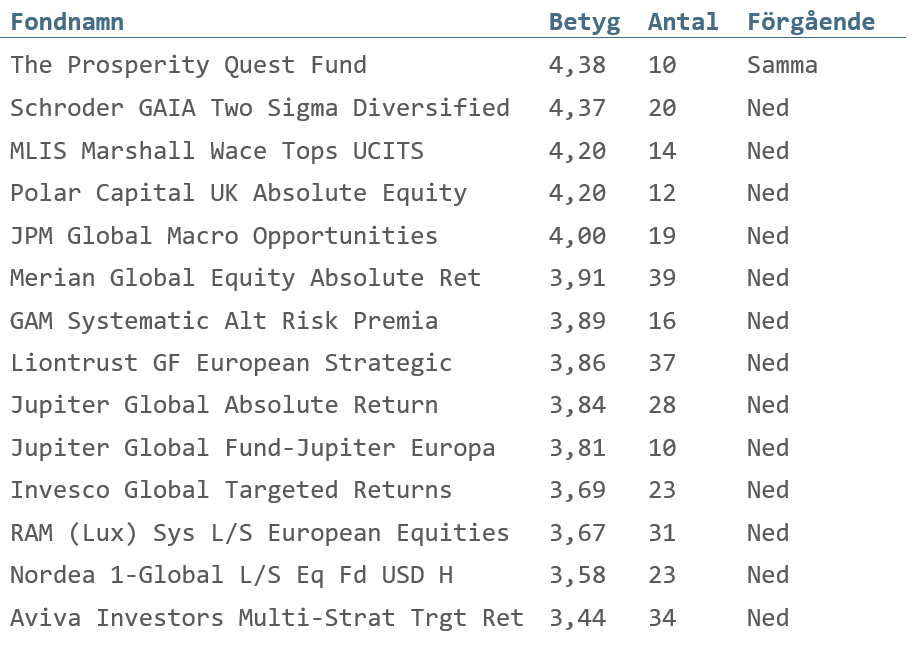 Fondnamn Betyg Antal Förgående
The Prosperity Quest Fund 4,38 10 Samma
Schroder GAIA Two Sigma Diversified 4,37 20 Ned
MLIS Marshall Wace Tops UCITS 4,20 14 Ned
Polar Capital UK Absolute Equity 4,20 12 Ned
JPM Global Macro Opportunities 4,00 19 Ned
Merian Global Equity Absolute Ret 3,91 39 Ned
GAM Systematic Alt Risk Premia 3,89 16 Ned
Liontrust GF European Strategic 3,86 37 Ned
Jupiter Global Absolute Return 3,84 28 Ned
Jupiter Global Fund-Jupiter Europa 3,81 10 Ned
Invesco Global Targeted Returns 3,69 23 Ned
RAM (Lux) Sys L/S European Equities 3,67 31 Ned
Nordea 1-Global L/S Eq Fd USD H 3,58 23 Ned
Aviva Investors Multi-Strat Trgt Ret 3,44 34 Ned